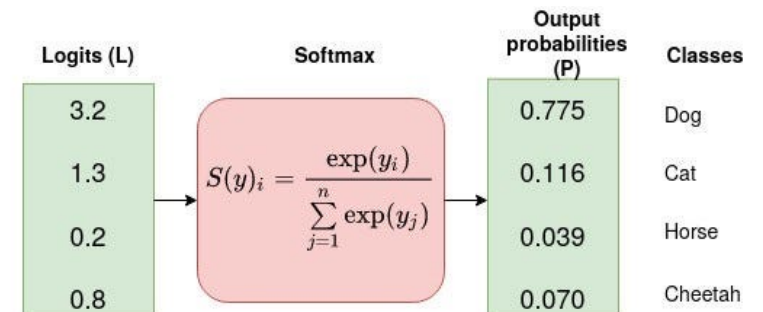 Logits (L)
Softmax
Output
probabilities
(P)
Classes
3.2
1.3
0.2
0.8
S(y)_i = exp(y_i) / \sum_{j=1}^{n} exp(y_j)
0.775
0.116
0.039
0.070
Dog
Cat
Horse
Cheetah